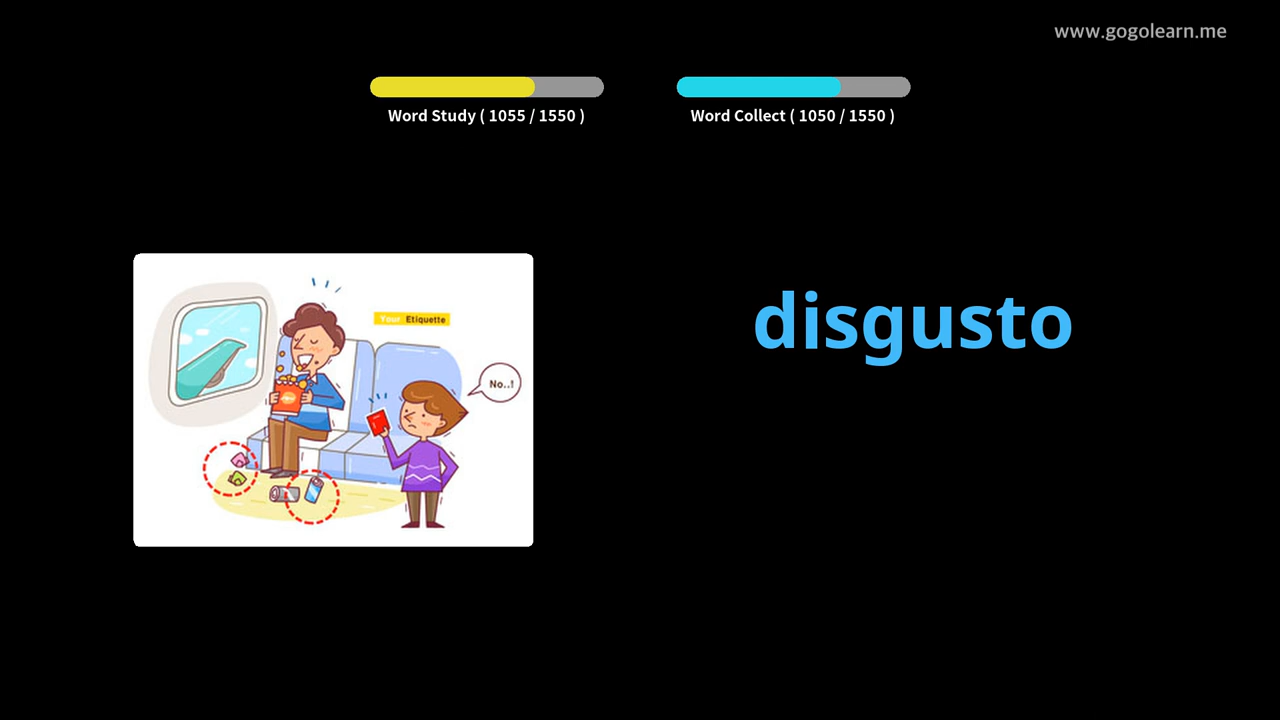 www.gogolearn.me
Word Study ( 1055 / 1550 )
Word Collect ( 1050 / 1550 )
disgusto
Your Etiquette
No..!